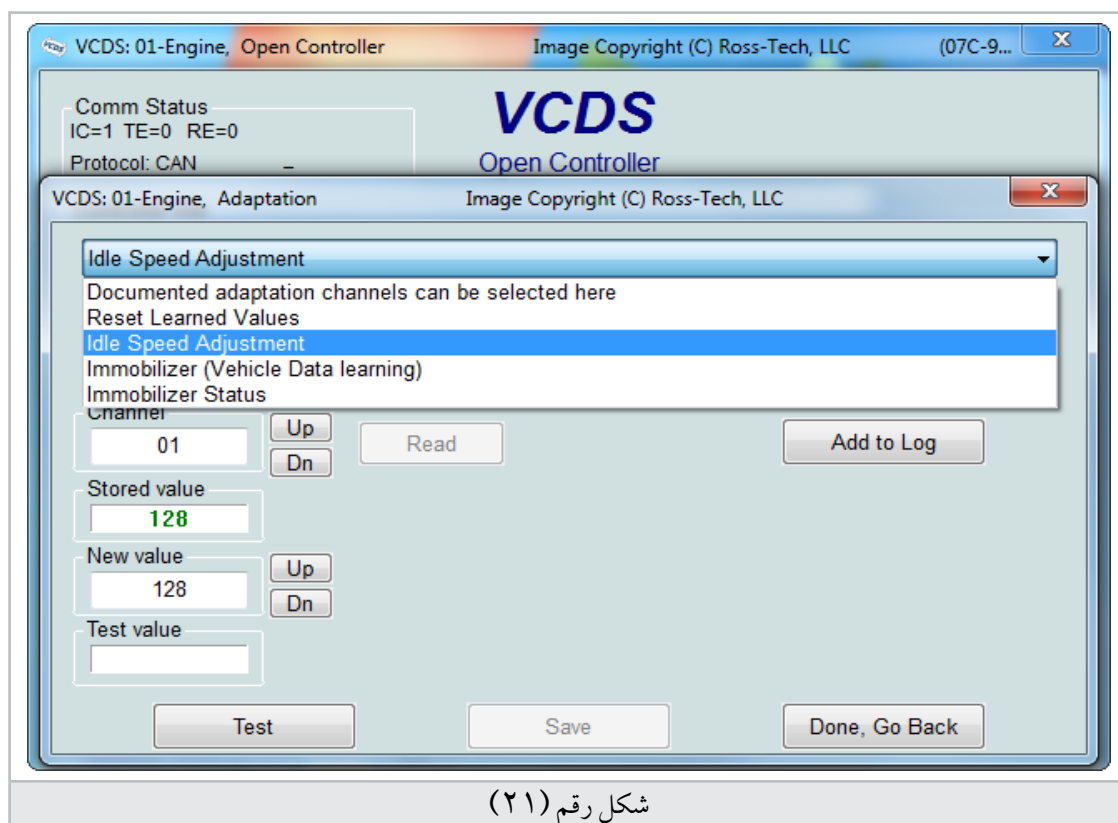 VCDS: 01-Engine, Open Controller Image Copyright (C) Ross-Tech, LLC (07C-9...
Comm Status
IC=1 TE=0 RE=0
Protocol: CAN –
VCDS
Open Controller
VCDS: 01-Engine, Adaptation Image Copyright (C) Ross-Tech, LLC
Idle Speed Adjustment
Documented adaptation channels can be selected here
Reset Learned Values
Idle Speed Adjustment
Immobilizer (Vehicle Data learning)
Immobilizer Status
Channel
01
Up
Dn
Read
Add to Log
Stored value
128
New value
128
Up
Dn
Test value
Test
Save
Done, Go Back
شكل رقم (٢١)